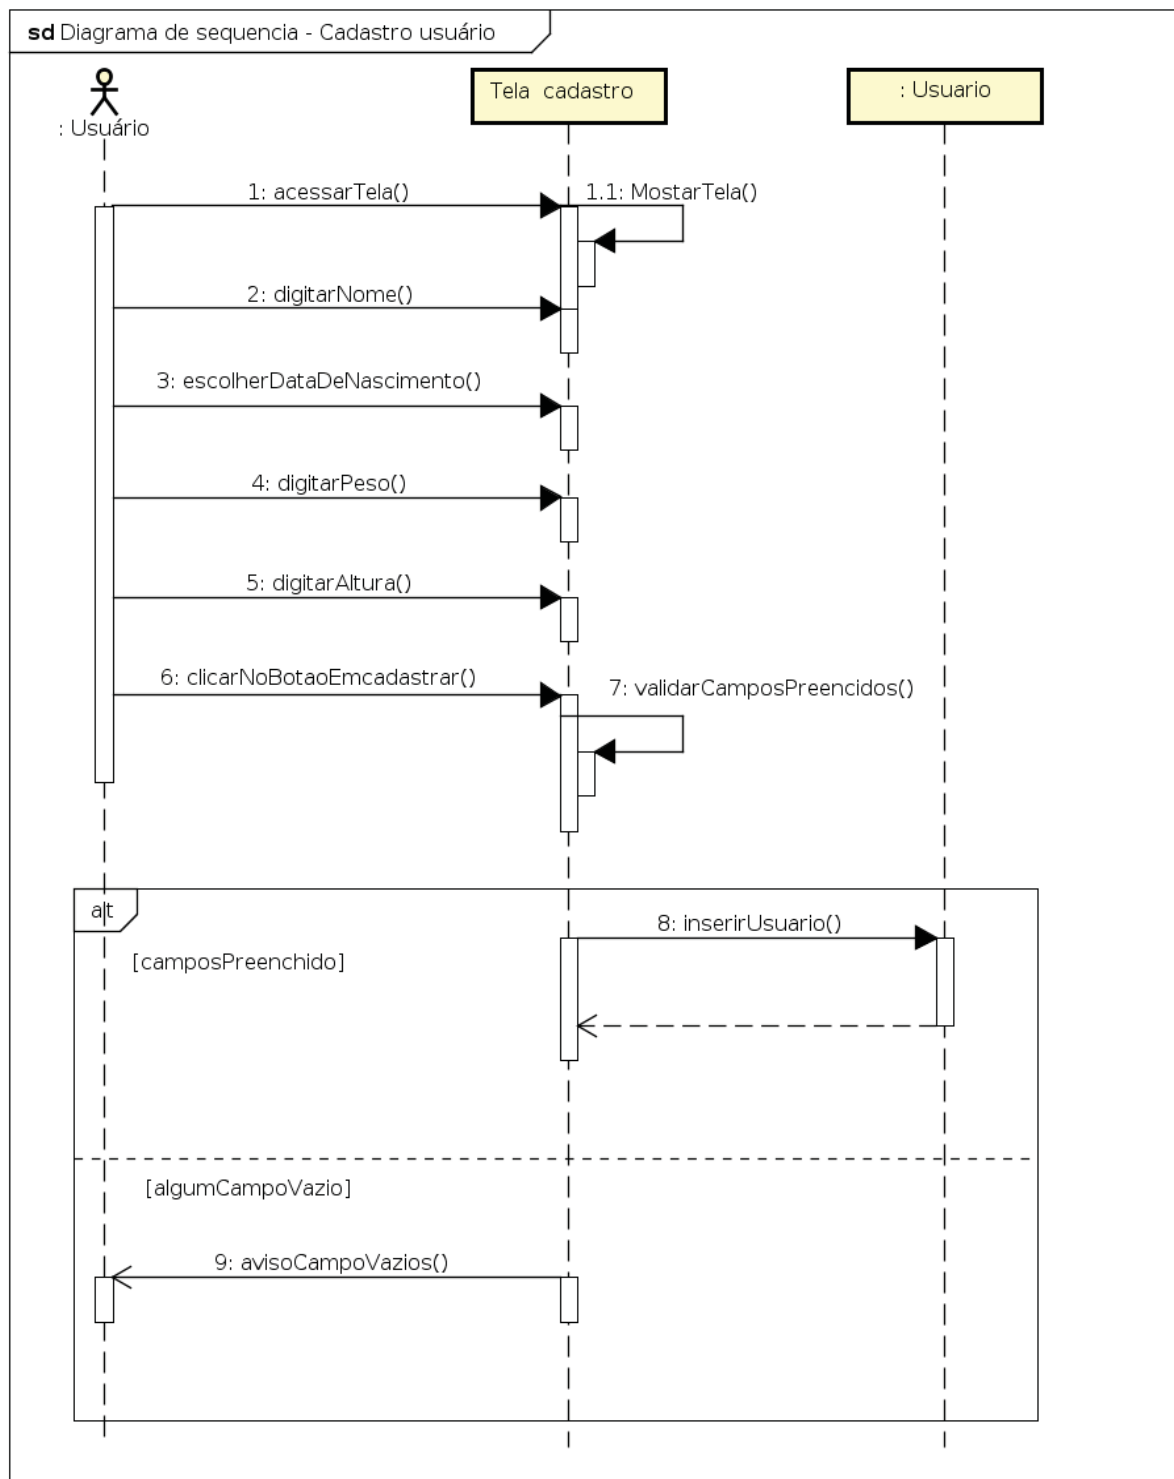 sd Diagrama de sequencia - Cadastro usuário
: Usuário
Tela cadastro
: Usuario
1: acessarTela()
1.1: MostarTela()
2: digitarNome()
3: escolherDataDeNascimento()
4: digitarPeso()
5: digitarAltura()
6: clicarNoBotaoEmcadastrar()
7: validarCamposPreencidos()
alt
8: inserirUsuario()
[camposPreenchido]
[algumCampoVazio]
9: avisoCampoVazios()